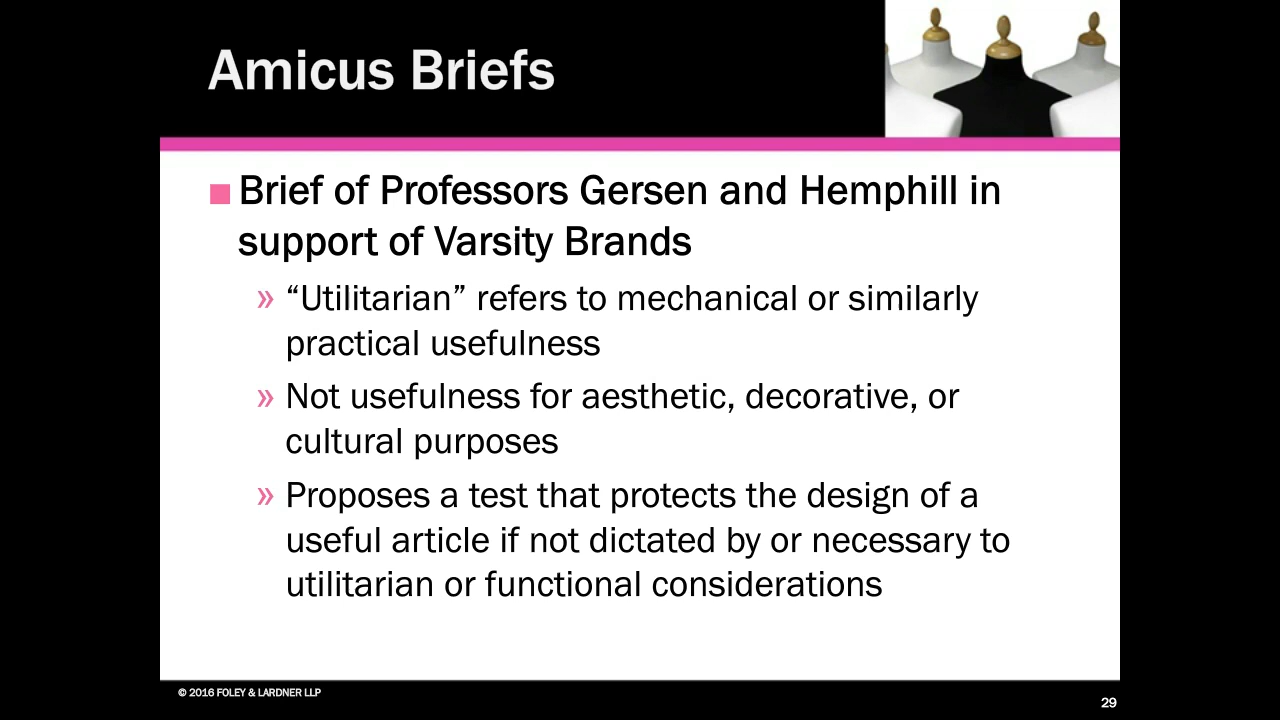 Amicus Briefs
Brief of Professors Gersen and Hemphill in
support of Varsity Brands
» “Utilitarian” refers to mechanical or similarly
practical usefulness
» Not usefulness for aesthetic, decorative, or
cultural purposes
» Proposes a test that protects the design of a
useful article if not dictated by or necessary to
utilitarian or functional considerations
© 2016 FOLEY & LARDNER LLP
29